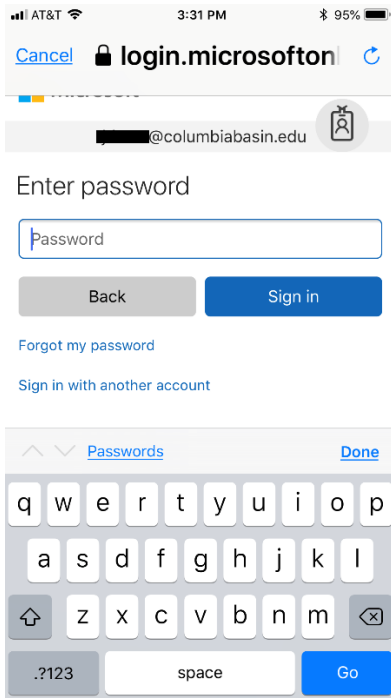 AT&T 3:31 PM 95%
Cancel login.microsofton
@columbiabasin.edu
Enter password
Password
Back Sign in
Forgot my password
Sign in with another account
Passwords Done
q w e r t y u i o p
a s d f g h j k l
z x c v b n m
.?123 space Go